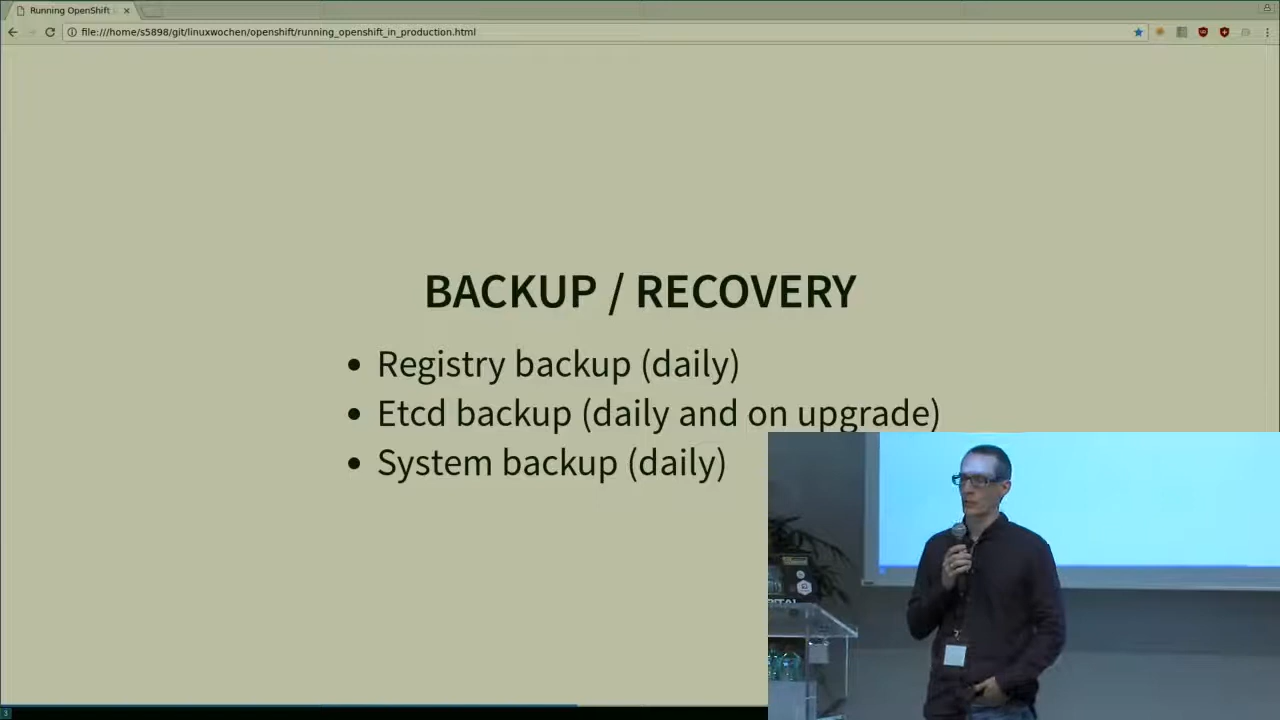 Running OpenShift
file:///home/s5898/git/linuxwochen/openshift/running_openshift_in_production.html
BACKUP / RECOVERY
Registry backup (daily)
Etcd backup (daily and on upgrade)
System backup (daily)